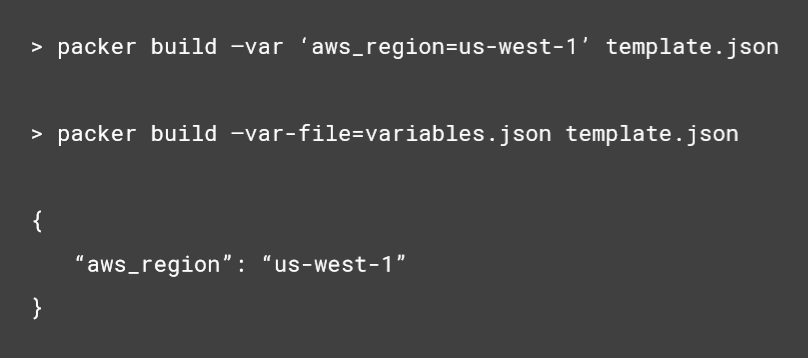 > packer build –var ‘aws_region=us-west-1’ template.json
> packer build –var-file=variables.json template.json
{
“aws_region”: “us-west-1”
}